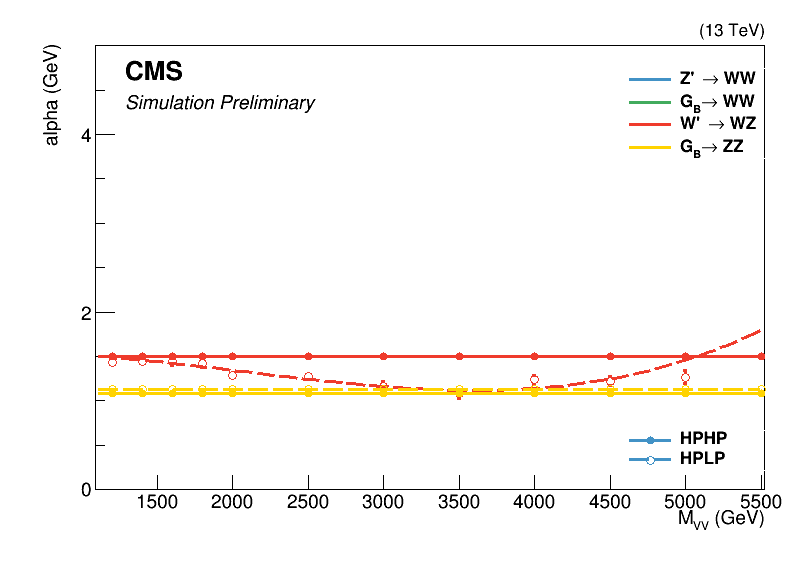 (13 TeV)
alpha (GeV)
CMS
Simulation Preliminary
Z' → WW
G_B → WW
W' → WZ
G_B → ZZ
4
2
0
HPHP
HPLP
1500 2000 2500 3000 3500 4000 4500 5000 5500
M_VV (GeV)